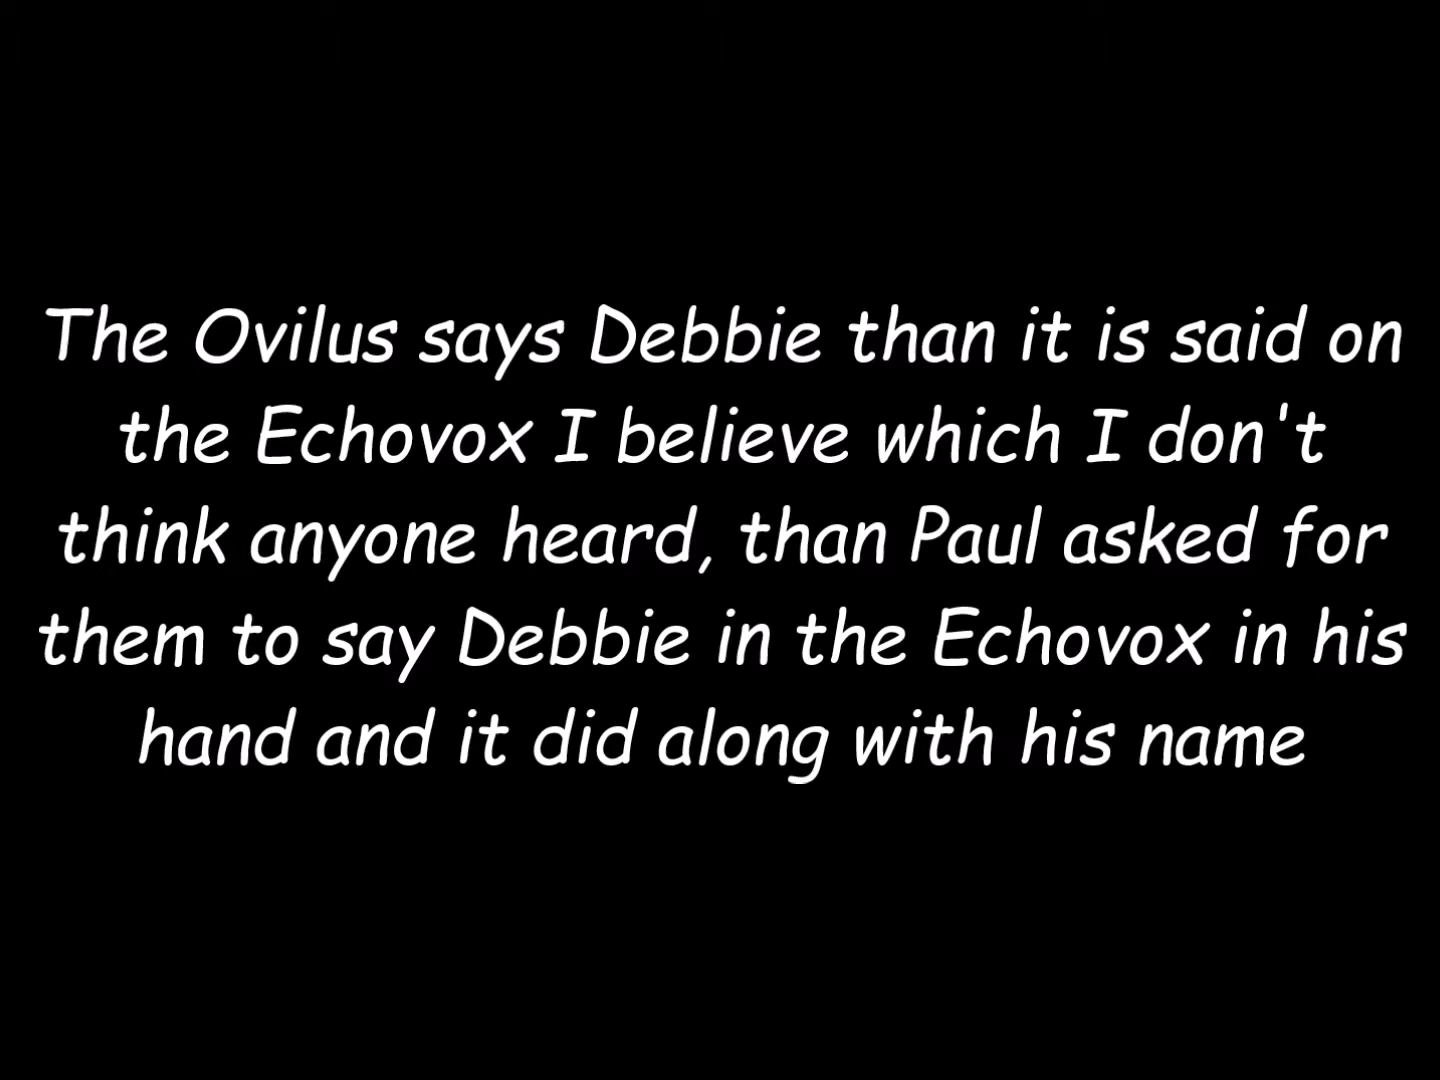 The Ovilus says Debbie than it is said on
the Echovox I believe which I don't
think anyone heard, than Paul asked for
them to say Debbie in the Echovox in his
hand and it did along with his name